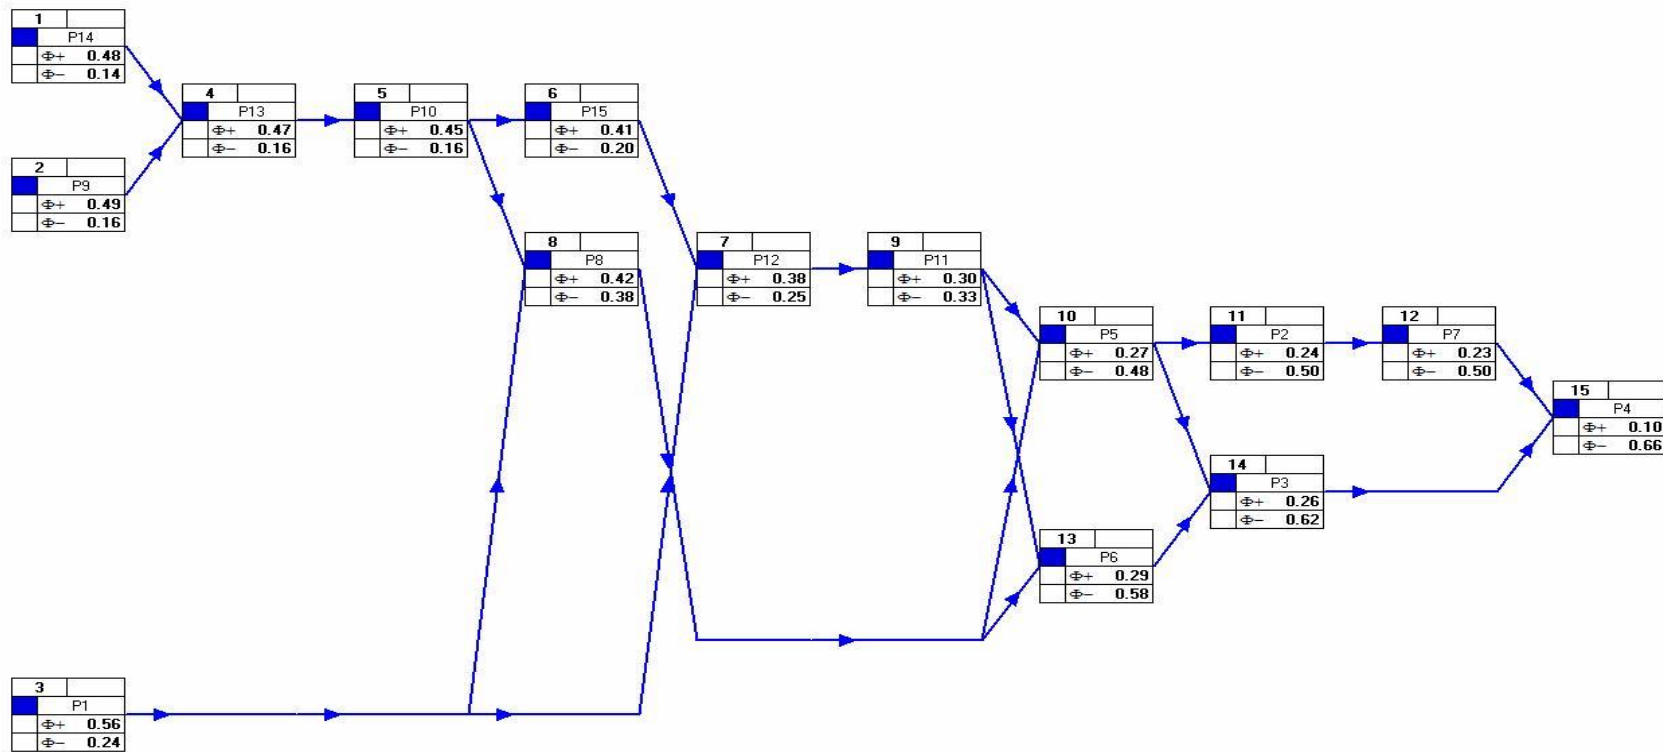 1
P14
Φ+ 0.48
Φ− 0.14
2
P9
Φ+ 0.49
Φ− 0.16
3
P1
Φ+ 0.56
Φ− 0.24
4
P13
Φ+ 0.47
Φ− 0.16
5
P10
Φ+ 0.45
Φ− 0.16
6
P15
Φ+ 0.41
Φ− 0.20
8
P8
Φ+ 0.42
Φ− 0.38
7
P12
Φ+ 0.38
Φ− 0.25
9
P11
Φ+ 0.30
Φ− 0.33
10
P5
Φ+ 0.27
Φ− 0.48
13
P6
Φ+ 0.29
Φ− 0.58
11
P2
Φ+ 0.24
Φ− 0.50
14
P3
Φ+ 0.26
Φ− 0.62
12
P7
Φ+ 0.23
Φ− 0.50
15
P4
Φ+ 0.10
Φ− 0.66